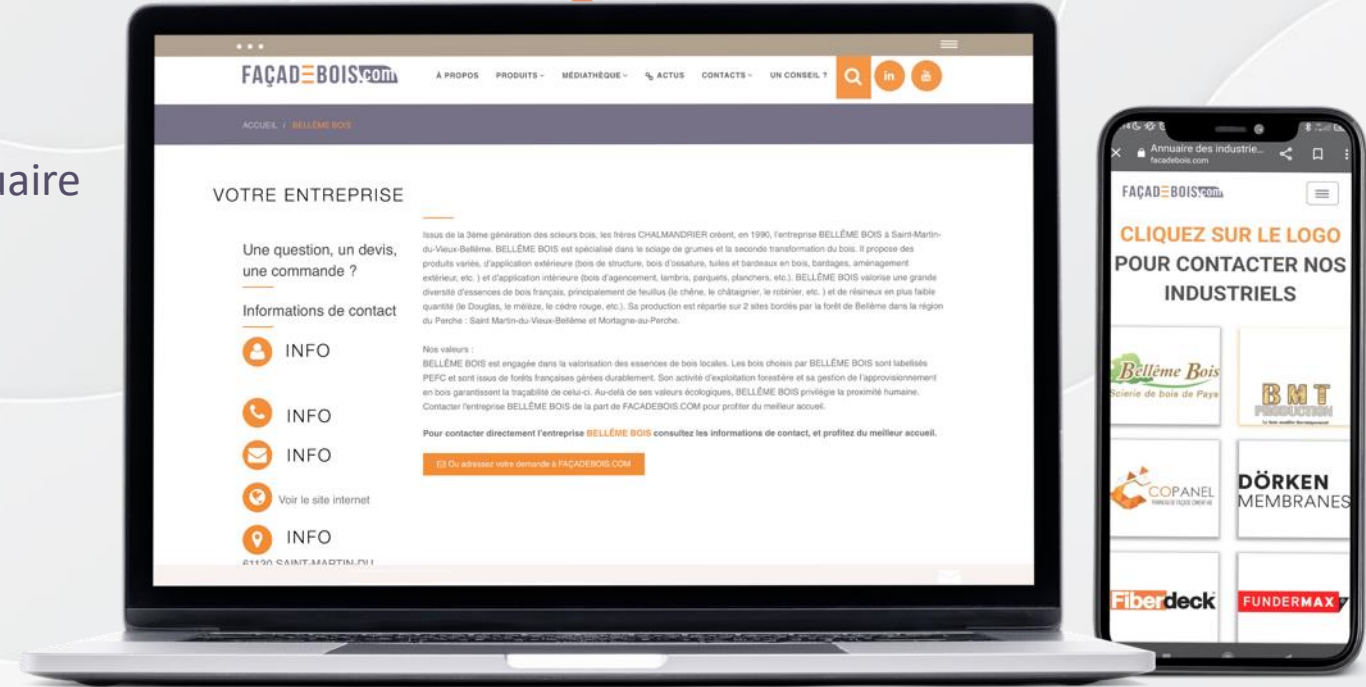 uaire
FAÇADEBOIS.com
À PROPOS PRODUITS MÉDIATHÈQUE ACTUS CONTACTS UN CONSEIL ?
in
ACCUEIL / BELLÊME BOIS
VOTRE ENTREPRISE
Une question, un devis,
une commande ?
Informations de contact
INFO
INFO
INFO
Voir le site internet
INFO
61130 SAINT-MARTIN-DU
Issus de la 3ème génération des scieurs bois, les frères CHALMANDRIER créent, en 1990, l'entreprise BELLÊME BOIS à Saint-Martin-
du-Vieux-Bellême. BELLÊME BOIS est spécialisé dans le sciage de grumes et la seconde transformation du bois. Il propose des
produits variés, d'application extérieure (bois de structure, bois d'ossature, tuiles et bardeaux en bois, bardages, aménagement
extérieur, etc. ) et d'application intérieure (bois d'agencement, lambris, parquets, planchers, etc.). BELLÊME BOIS valorise une grande
diversité d'essences de bois français, principalement de feuillus (le chêne, le châtaignier, le robinier, etc. ) et de résineux en plus faible
quantité (le Douglas, le mélèze, le cèdre rouge, etc.). Sa production est répartie sur 2 sites bordés par la forêt de Bellême dans la région
du Perche : Saint Martin-du-Vieux-Bellême et Mortagne-au-Perche.
Nos valeurs :
BELLÊME BOIS est engagée dans la valorisation des essences de bois locales. Les bois choisis par BELLÊME BOIS sont labelisés
PEFC et sont issus de forêts françaises gérées durablement. Son activité d'exploitation forestière et sa gestion de l'approvisionnement
en bois garantissent la traçabilité de celui-ci. Au-delà de ses valeurs écologiques, BELLÊME BOIS privilégie la proximité humaine.
Contacter l'entreprise BELLÊME BOIS de la part de FACADEBOIS.COM pour profiter du meilleur accueil.
Pour contacter directement l'entreprise BELLÊME BOIS consultez les informations de contact, et profitez du meilleur accueil.
Ou adressez votre demande à FAÇADEBOIS.COM
Annuaire des industrie...
facadebois.com
FAÇADEBOIS.com
CLIQUEZ SUR LE LOGO
POUR CONTACTER NOS
INDUSTRIELS
Bellême Bois
Scierie de bois de Pays
BMT
PRODUCTION
COPANEL
DÖRKEN
MEMBRANES
Fiberdeck
FUNDERMAX